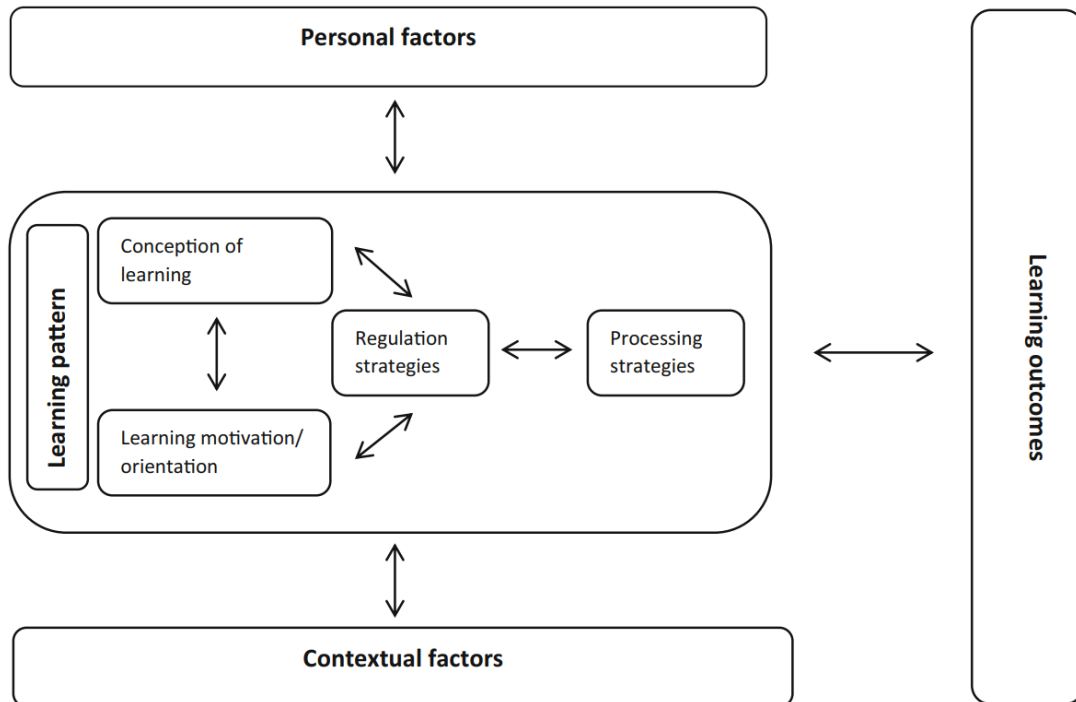 Personal factors
Learning pattern
Conception of
learning
Regulation
strategies
Processing
strategies
Learning motivation/
orientation
Learning outcomes
Contextual factors